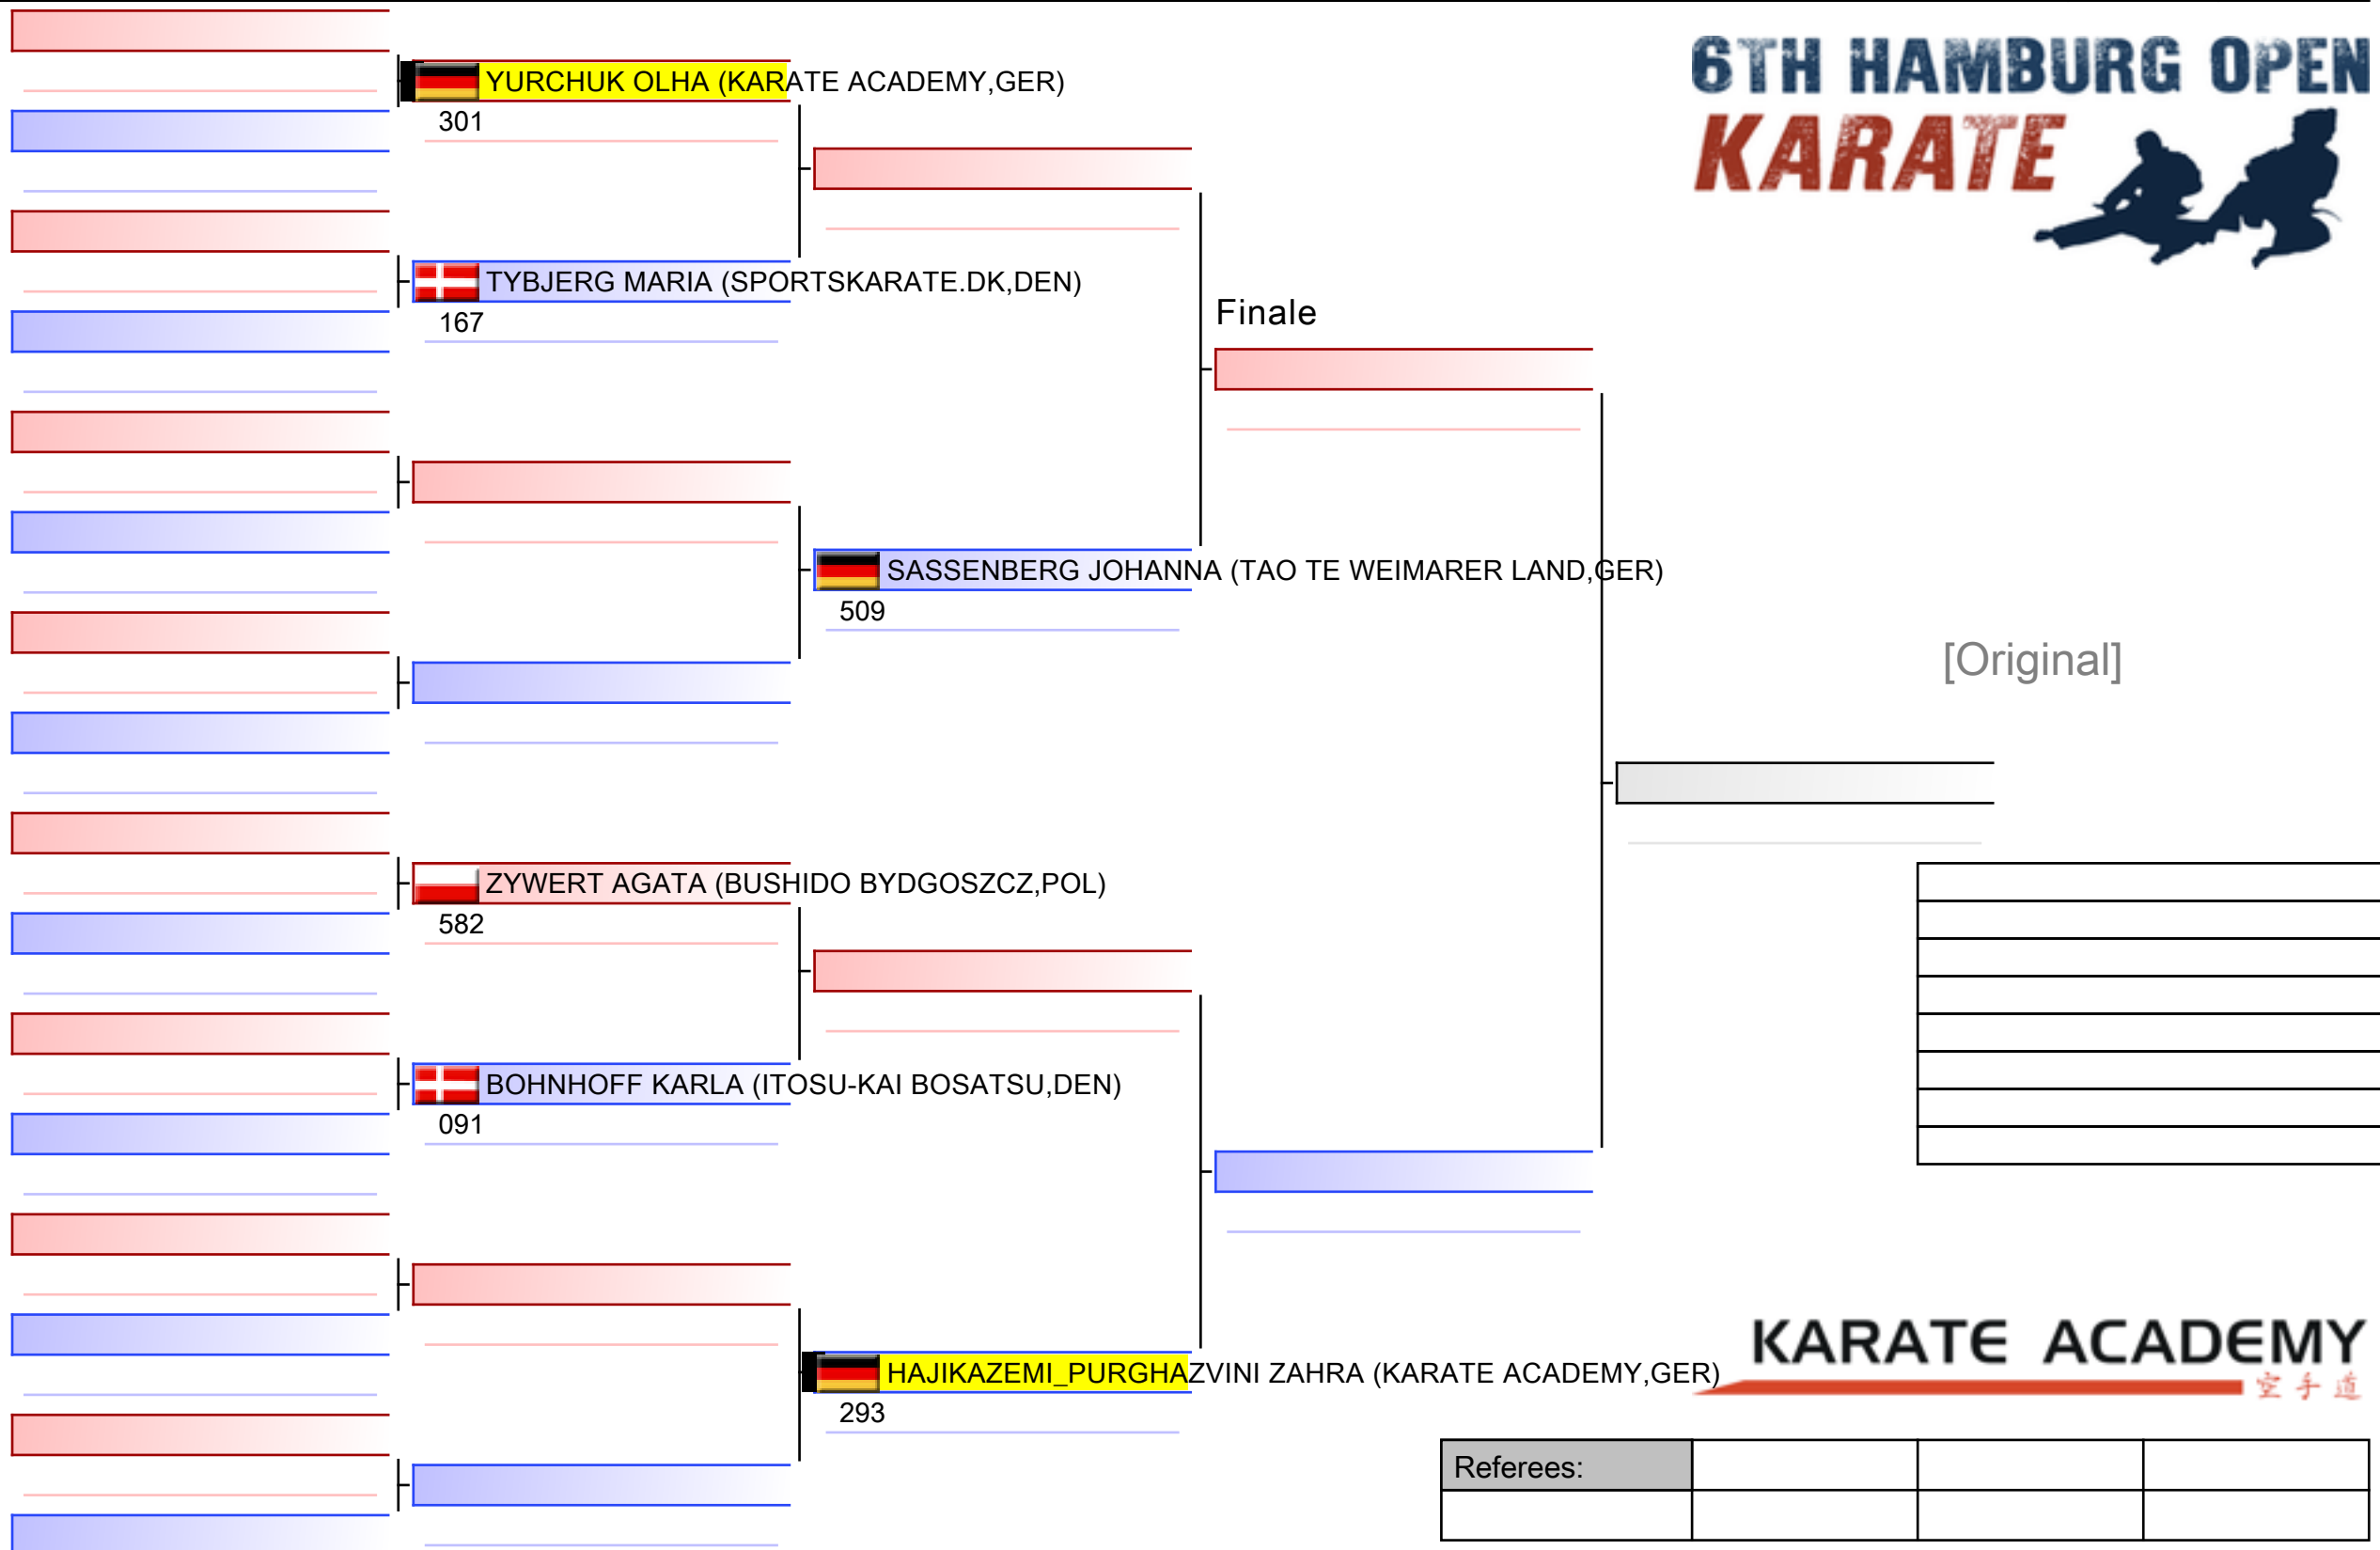 6TH HAMBURG OPEN
KARATE
YURCHUK OLHA (KARATE ACADEMY,GER)
301
TYBJERG MARIA (SPORTSKARATE.DK,DEN)
167
Finale
SASSENBERG JOHANNA (TAO TE WEIMARER LAND,GER)
509
[Original]
ZYWERT AGATA (BUSHIDO BYDGOSZCZ,POL)
582
BOHNHOFF KARLA (ITOSU-KAI BOSATSU,DEN)
091
HAJIKAZEMI_PURGHAZVINI ZAHRA (KARATE ACADEMY,GER)
293
KARATE ACADEMY
空手道
Referees: